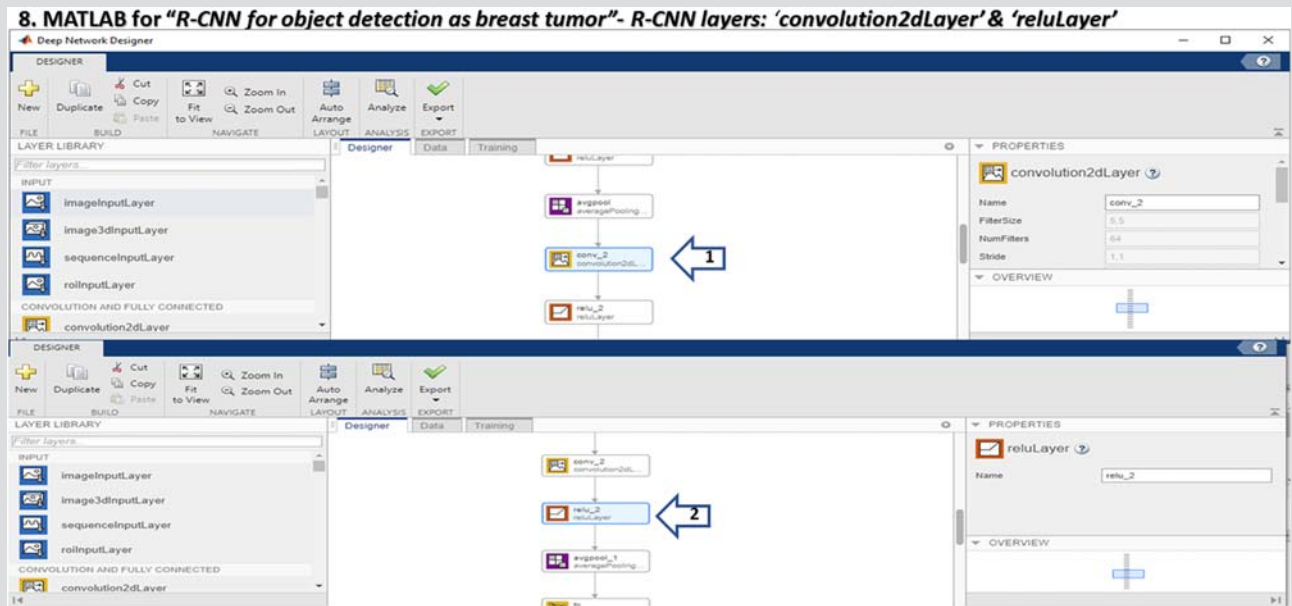 8. MATLAB for “R-CNN for object detection as breast tumor”- R-CNN layers: ‘convolution2dLayer’ & ‘reluLayer’
Deep Network Designer
DESIGNER
New
Duplicate
Cut
Copy
Paste
Fit
to View
Zoom In
Zoom Out
Auto
Arrange
Analyze
Export
FILE
BUILD
NAVIGATE
LAYOUT
ANALYSIS
EXPORT
LAYER LIBRARY
Filter layers...
INPUT
imageInputLayer
image3dInputLayer
sequenceInputLayer
roiInputLayer
CONVOLUTION AND FULLY CONNECTED
convolution2dLayer
Designer
Data
Training
reluLayer
avgpool
averagePooling...
conv_2
convolution2dL...
1
relu_2
reluLayer
PROPERTIES
convolution2dLayer
Name
conv_2
FilterSize
5,5
NumFilters
64
Stride
1,1
OVERVIEW
DESIGNER
New
Duplicate
Cut
Copy
Paste
Fit
to View
Zoom In
Zoom Out
Auto
Arrange
Analyze
Export
FILE
BUILD
NAVIGATE
LAYOUT
ANALYSIS
EXPORT
LAYER LIBRARY
Filter layers...
INPUT
imageInputLayer
image3dInputLayer
sequenceInputLayer
roiInputLayer
CONVOLUTION AND FULLY CONNECTED
convolution2dLayer
Designer
Data
Training
conv_2
convolution2dL...
relu_2
reluLayer
2
avgpool_1
averagePooling...
PROPERTIES
reluLayer
Name
relu_2
OVERVIEW